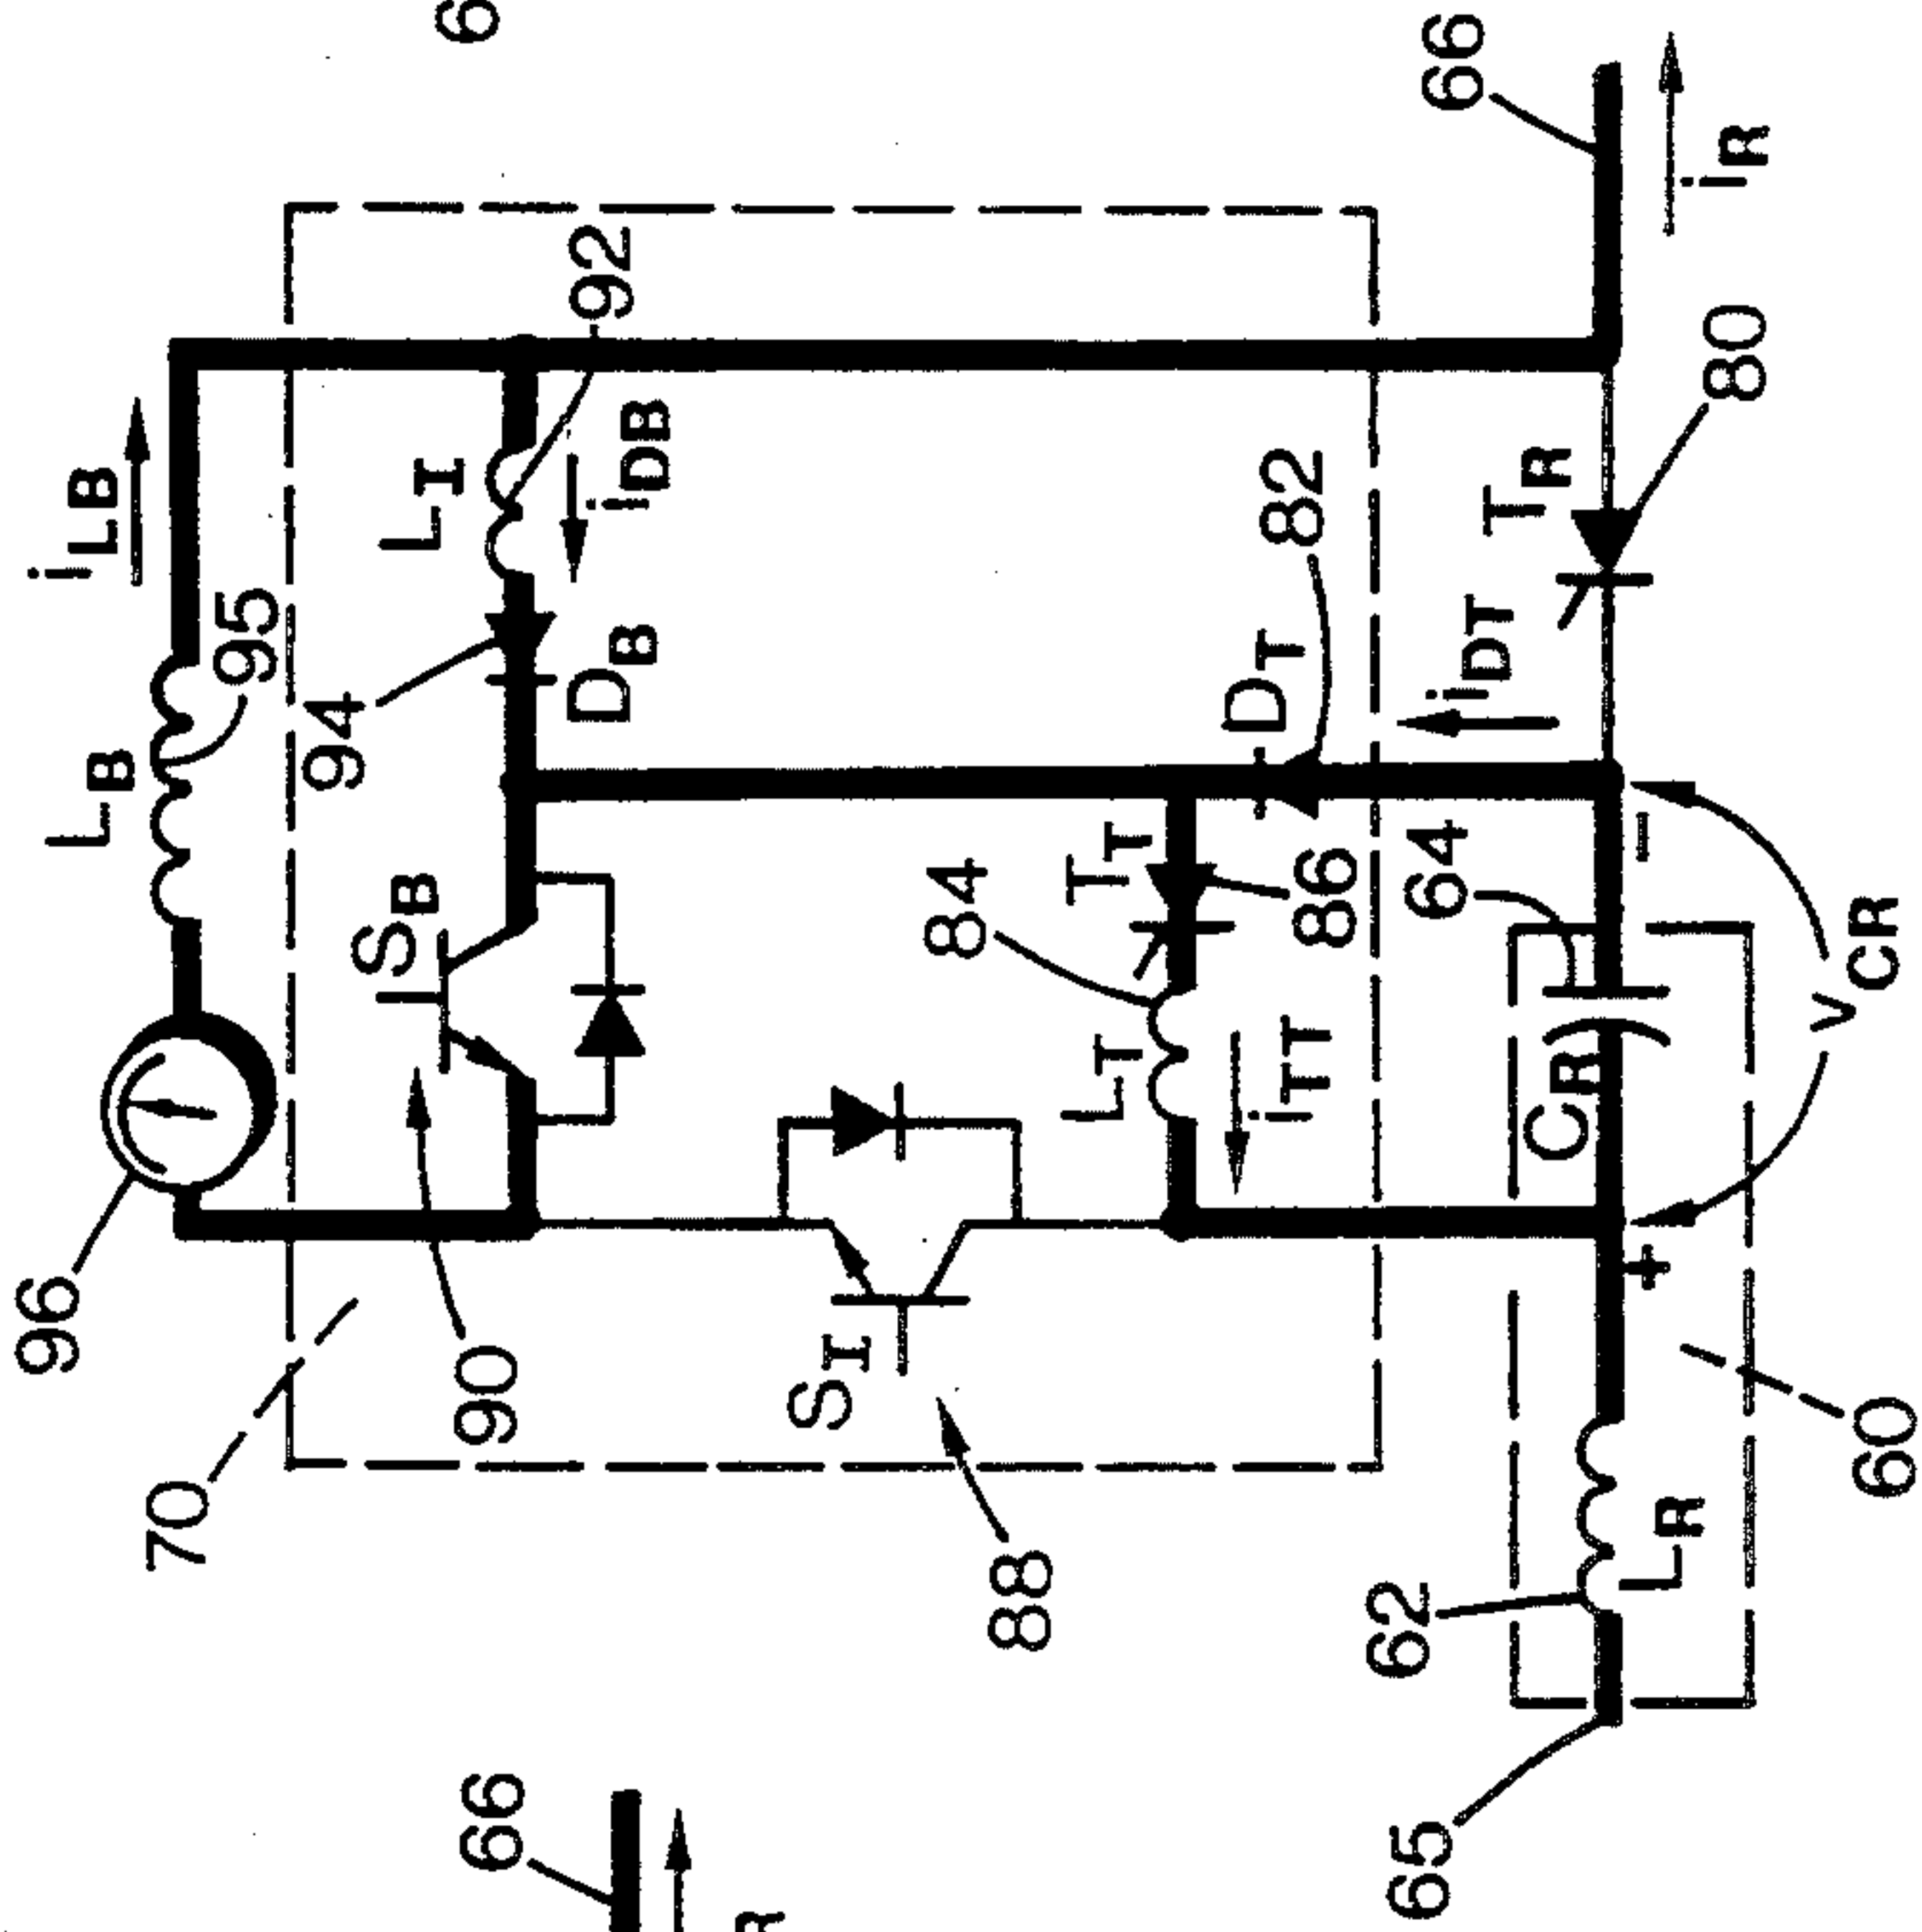 6
66
i_R
i_LB
92
L_I
i_DB
80
T_R
82
95
L_B
94
D_B
D_T
i_DT
S_B
84
T_T
86
64
–
V_CR
L_T
i_TT
C_R
+
96
90
S_I
70
88
60
62
L_R
65
66
R